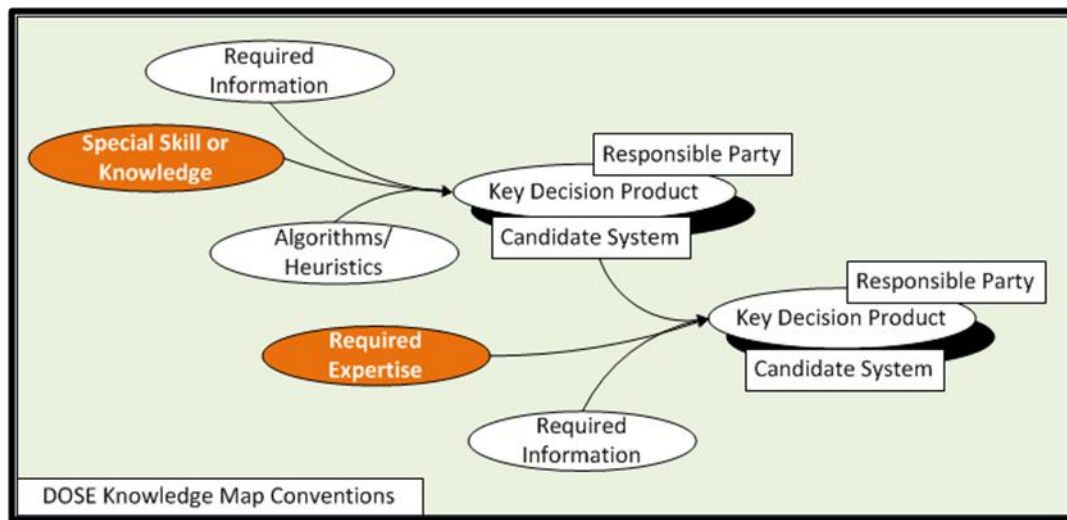 Required
Information
Special Skill or
Knowledge
Responsible Party
Key Decision Product
Algorithms/
Heuristics
Candidate System
Responsible Party
Key Decision Product
Required
Expertise
Candidate System
Required
Information
DOSE Knowledge Map Conventions